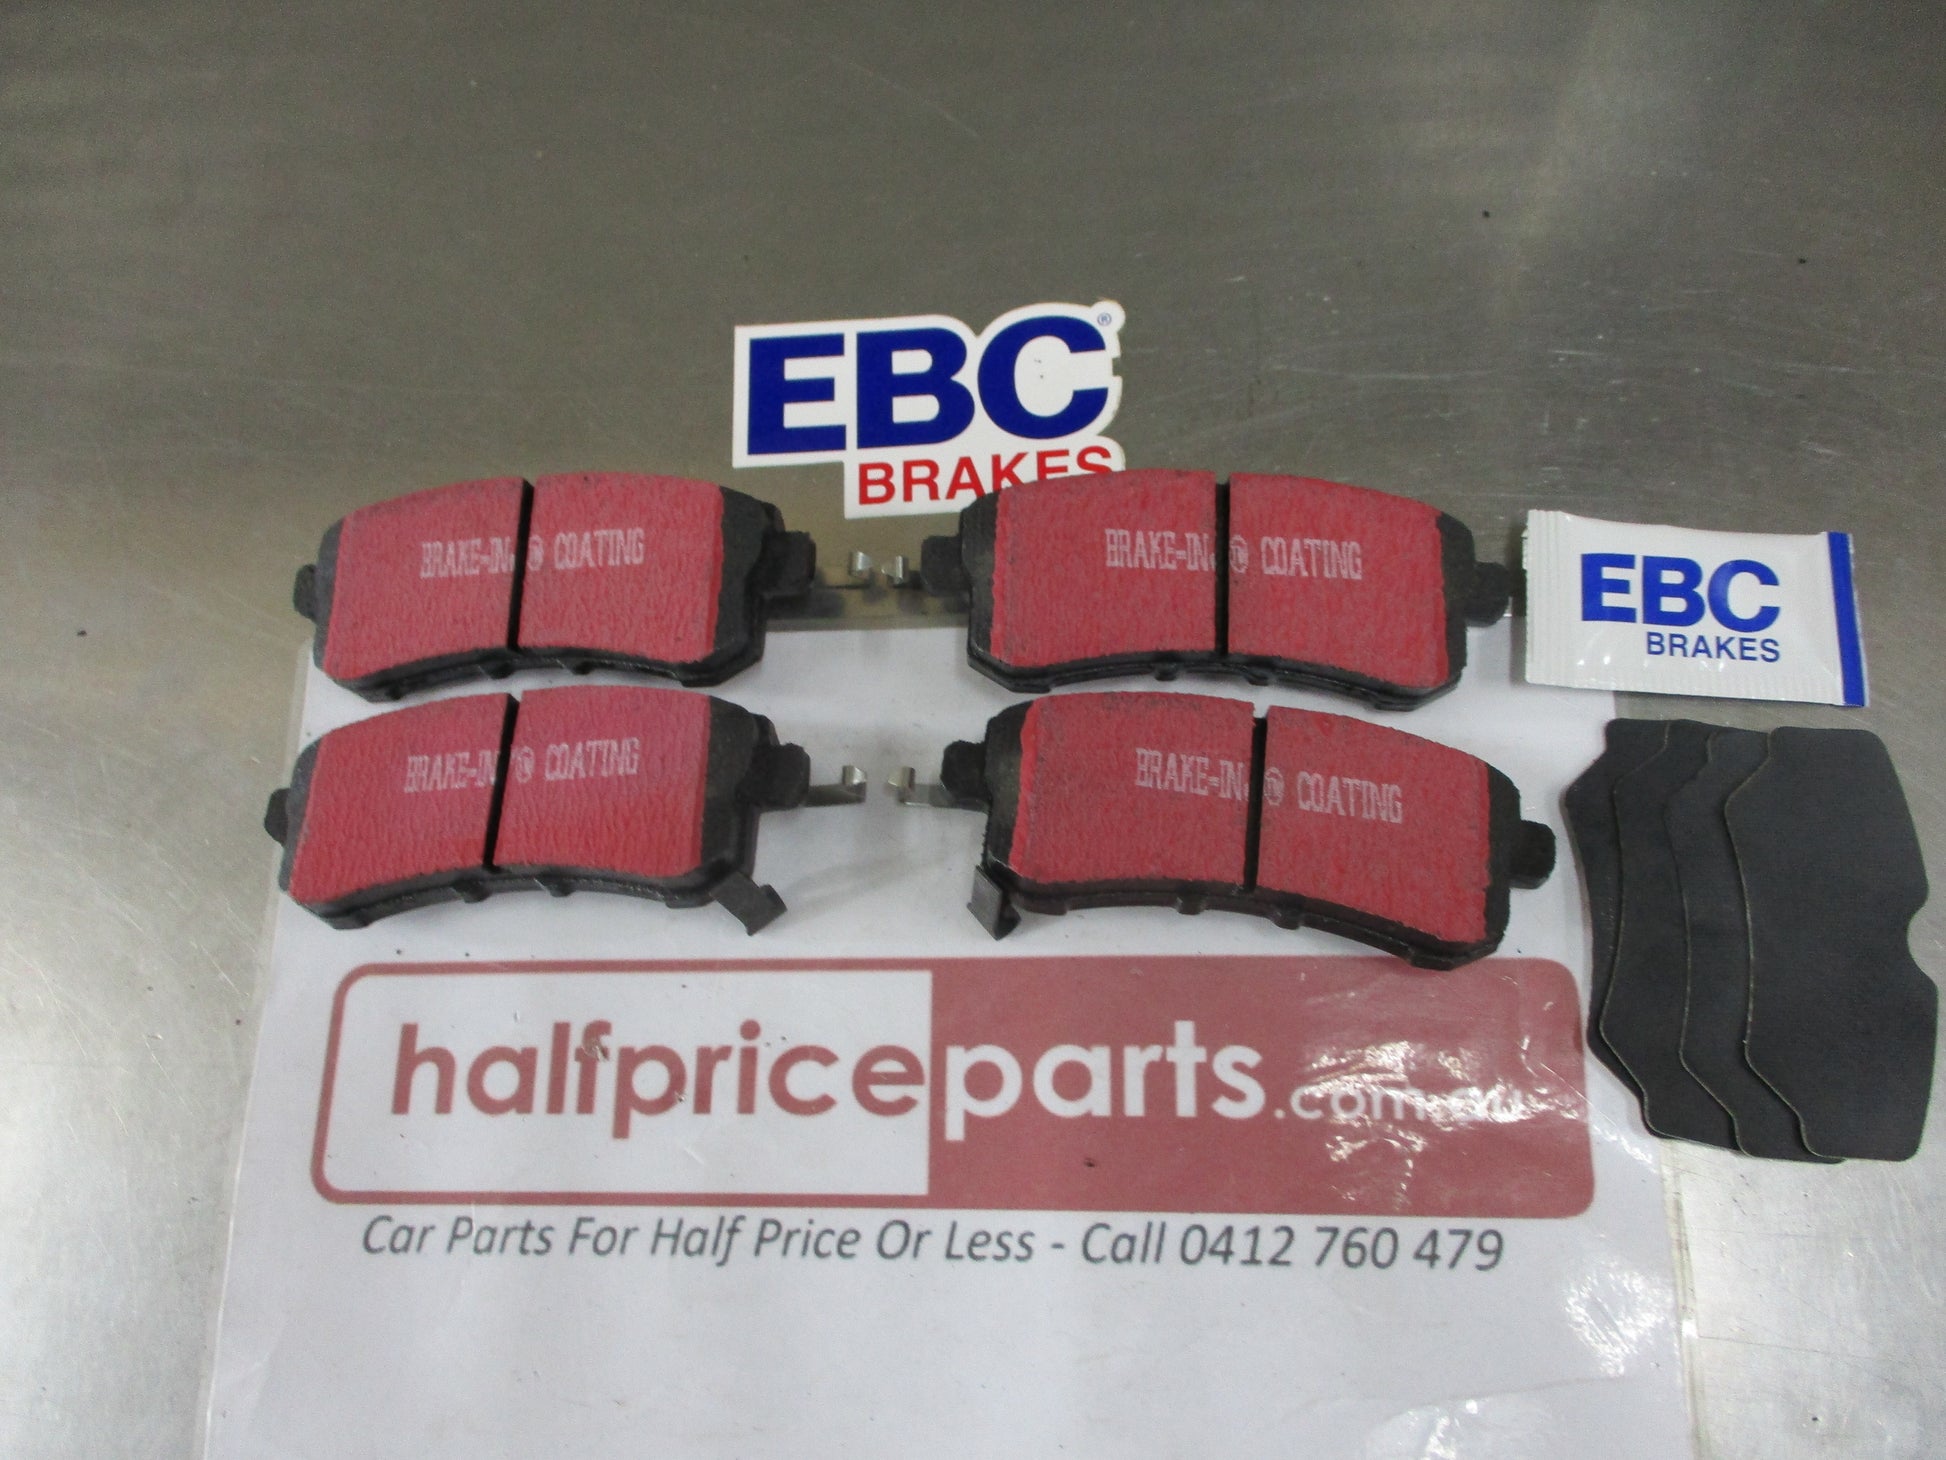 EBC®
BRAKES
BRAKE-IN ® COATING
BRAKE-IN ® COATING
EBC
BRAKES
BRAKE-IN ® COATING
BRAKE-IN ® COATING
halfpriceparts.com.au
Car Parts For Half Price Or Less - Call 0412 760 479